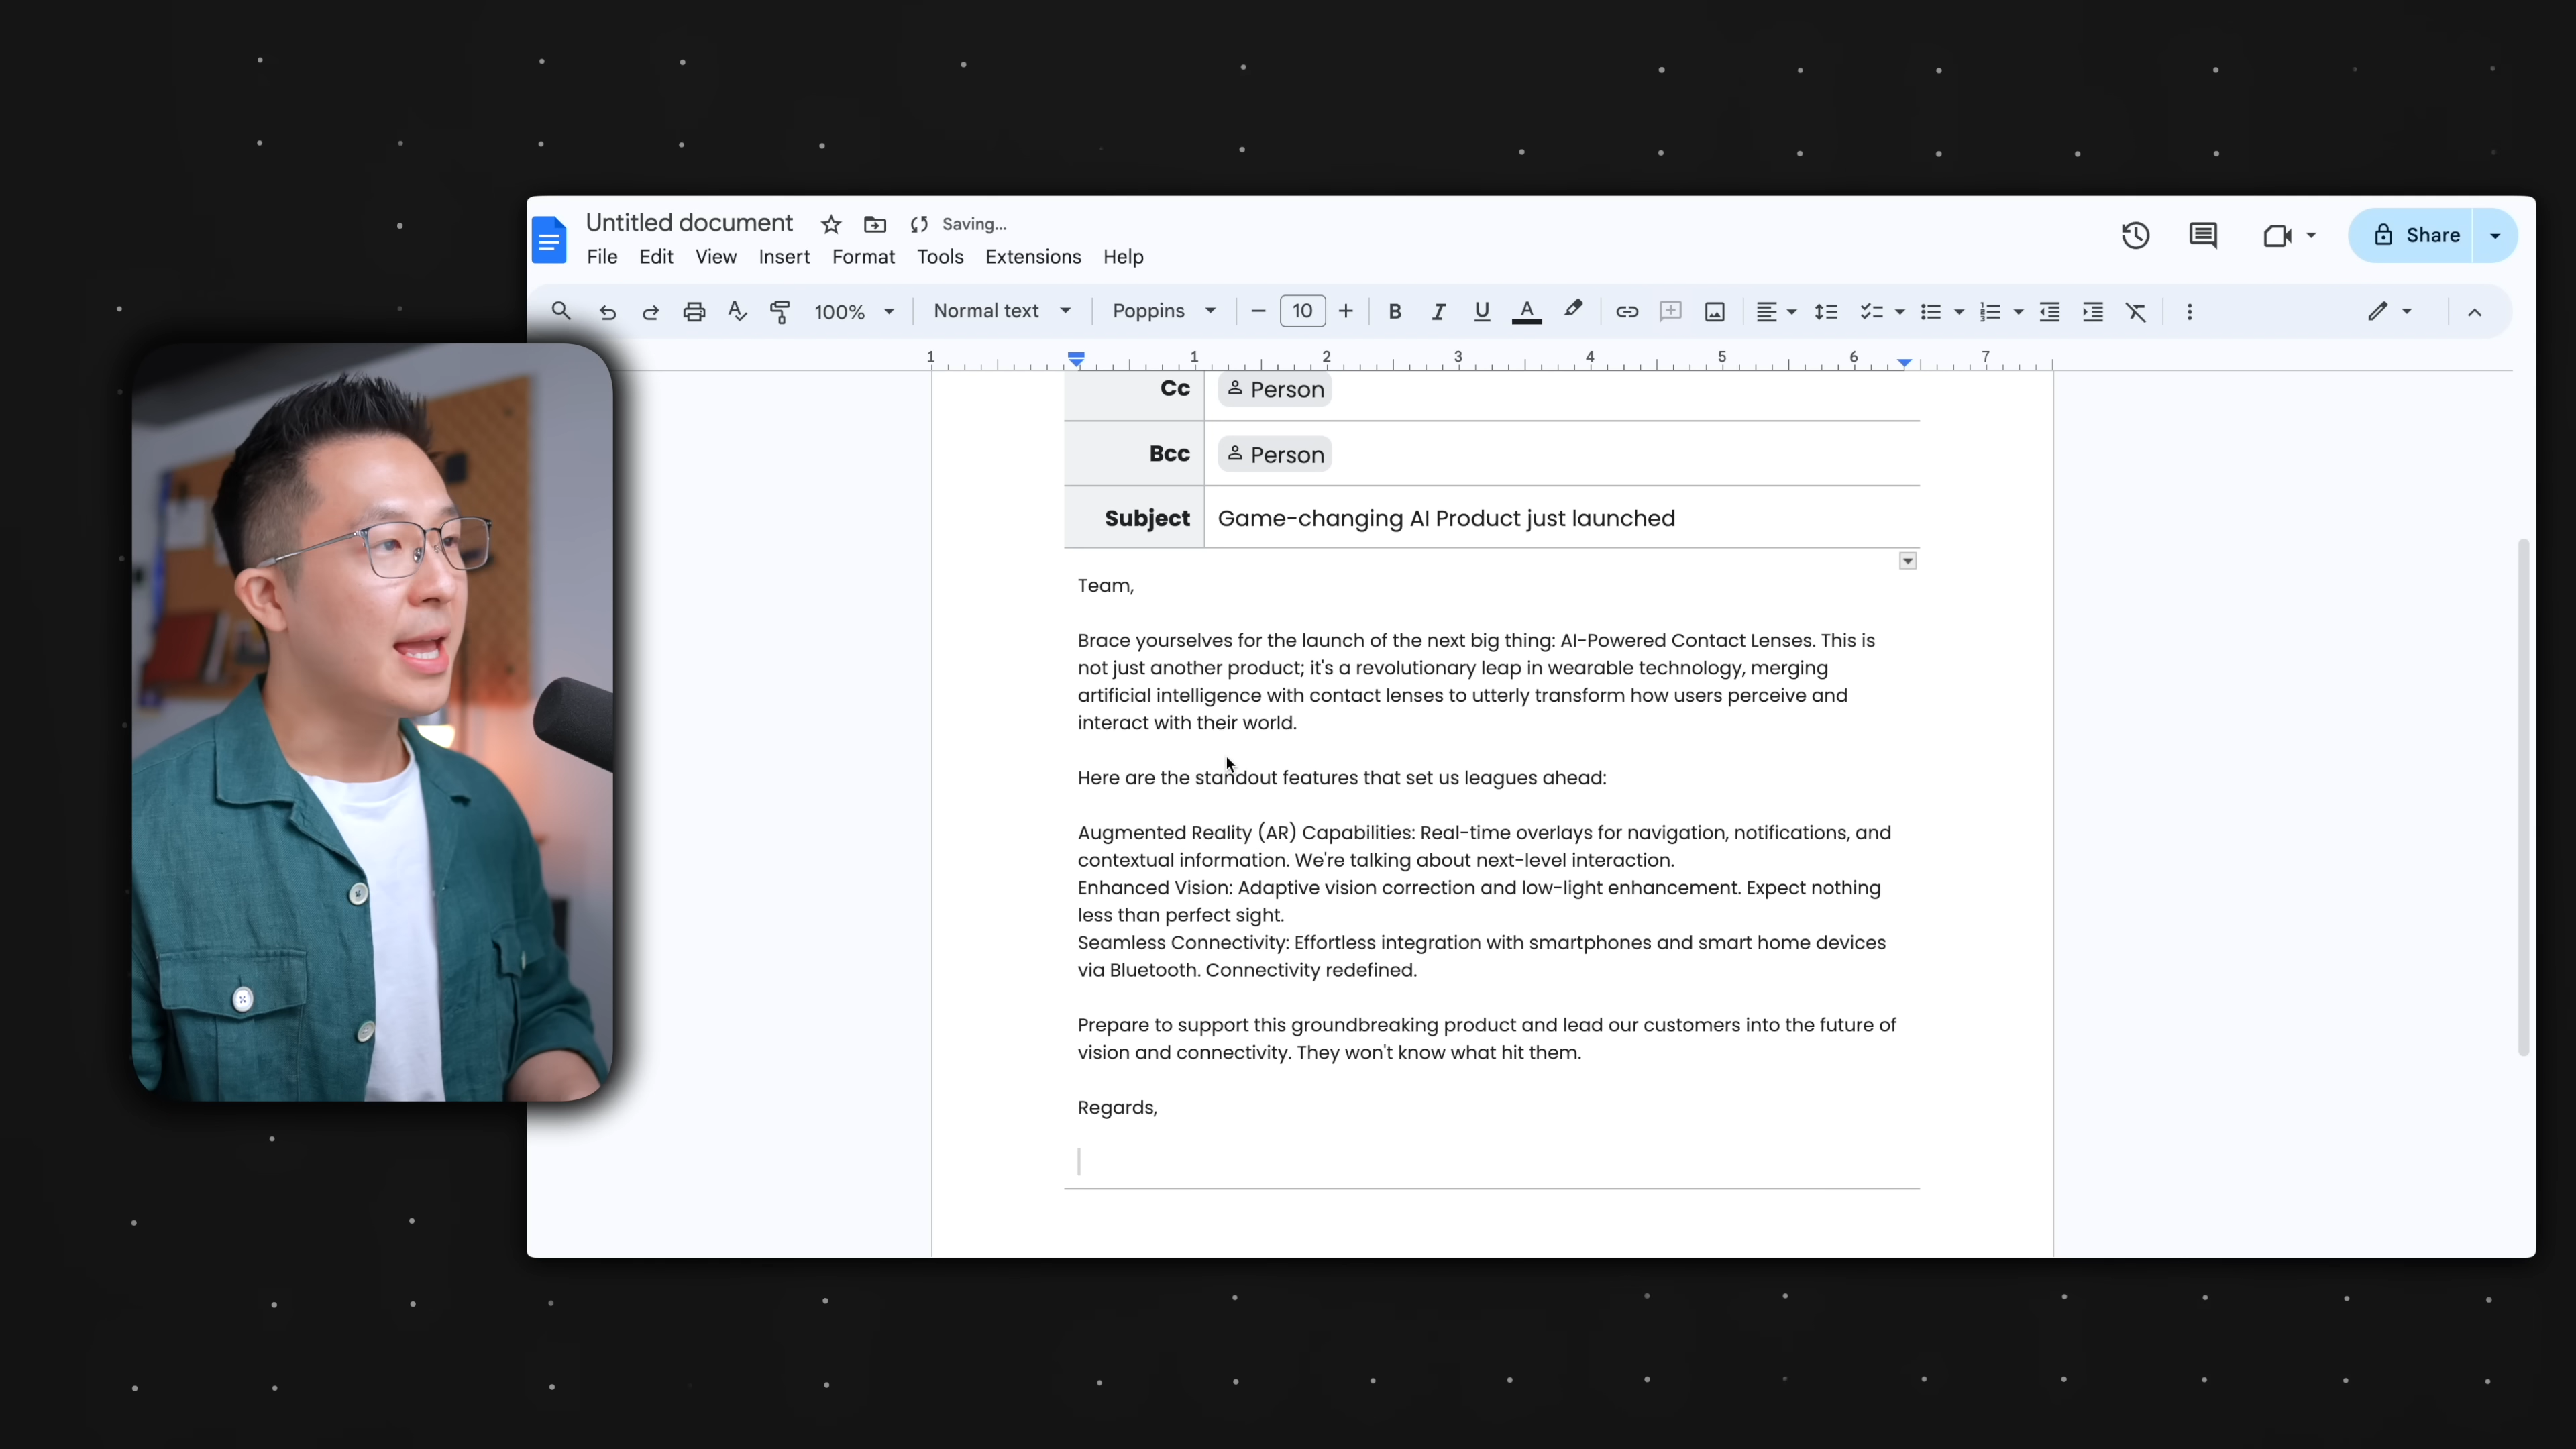 Untitled document Saving...
File Edit View Insert Format Tools Extensions Help
Share
100% Normal text Poppins 10 B I U A
1 1 2 3 4 5 6 7
Cc Person
Bcc Person
Subject Game-changing AI Product just launched
Team,
Brace yourselves for the launch of the next big thing: AI-Powered Contact Lenses. This is
not just another product; it's a revolutionary leap in wearable technology, merging
artificial intelligence with contact lenses to utterly transform how users perceive and
interact with their world.
Here are the standout features that set us leagues ahead:
Augmented Reality (AR) Capabilities: Real-time overlays for navigation, notifications, and
contextual information. We're talking about next-level interaction.
Enhanced Vision: Adaptive vision correction and low-light enhancement. Expect nothing
less than perfect sight.
Seamless Connectivity: Effortless integration with smartphones and smart home devices
via Bluetooth. Connectivity redefined.
Prepare to support this groundbreaking product and lead our customers into the future of
vision and connectivity. They won't know what hit them.
Regards,